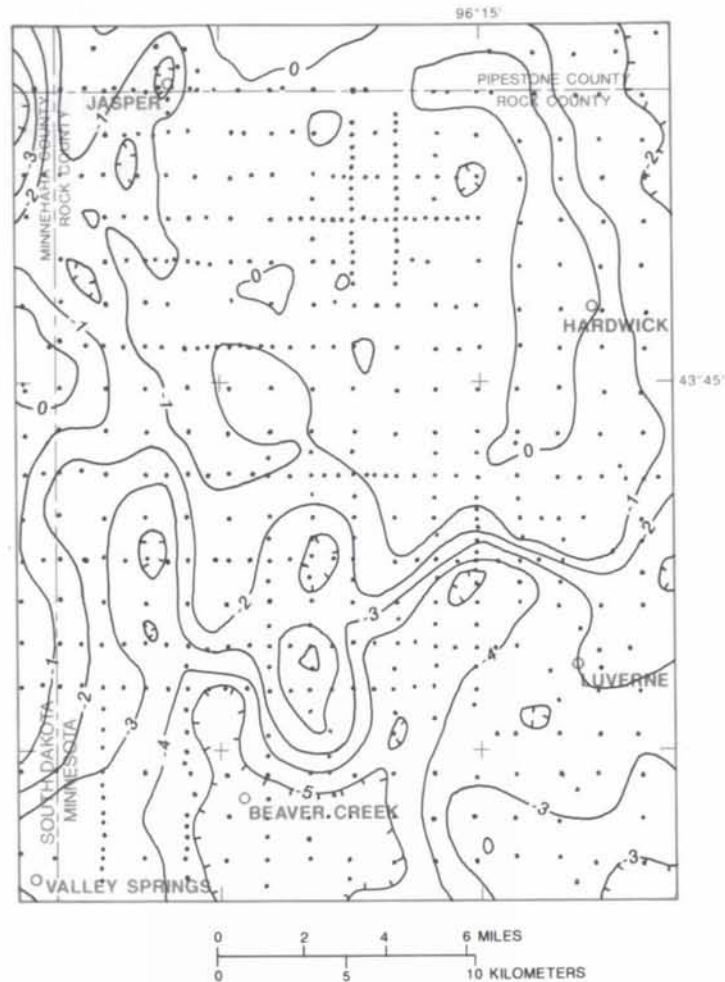 96°15'
0
PIPESTONE COUNTY
ROCK COUNTY
JASPER
-1
-1
-3
-2
-2
MINNEHAHA COUNTY
ROCK COUNTY
0
-1
HARDWICK
43°45'
0
-1
0
-1
-2
-2
-3
-1
-4
-2
LUVERNE
-3
-4
-5
SOUTH DAKOTA
MINNESOTA
BEAVER CREEK
-3
-3
VALLEY SPRINGS
0 2 4 6 MILES
0 5 10 KILOMETERS